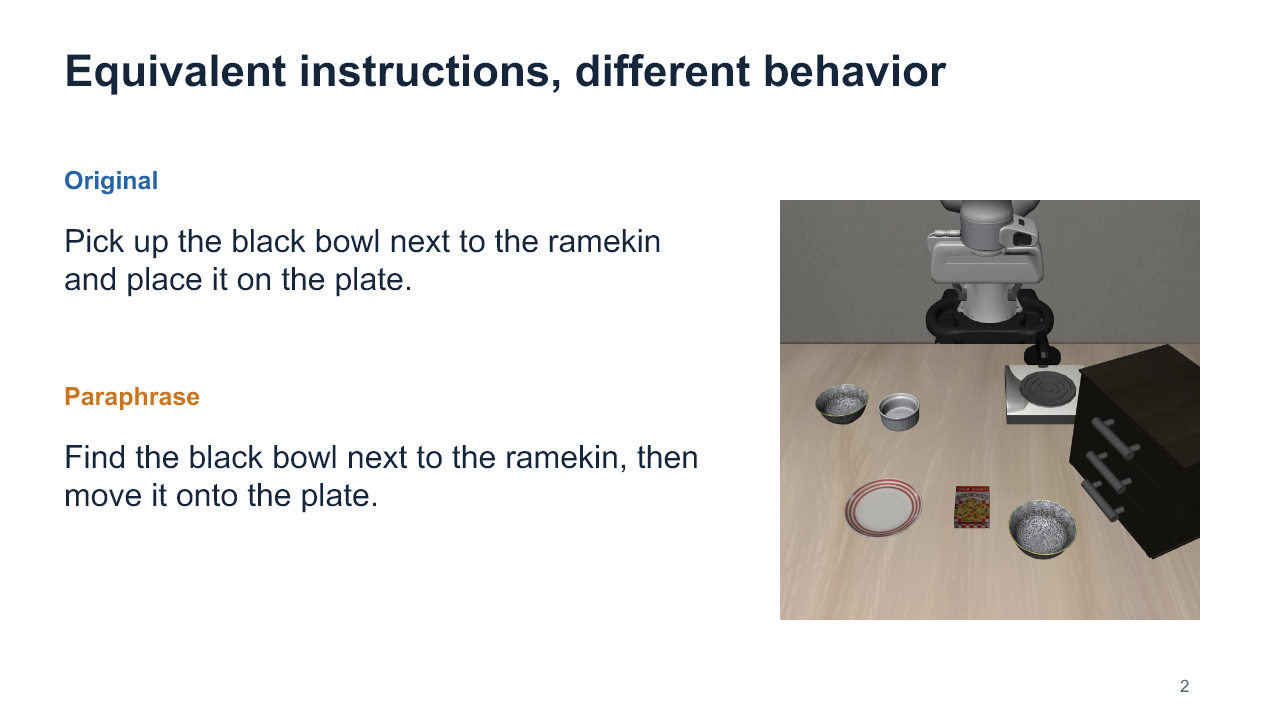 Equivalent instructions, different behavior
Original
Pick up the black bowl next to the ramekin
and place it on the plate.
Paraphrase
Find the black bowl next to the ramekin, then
move it onto the plate.
2